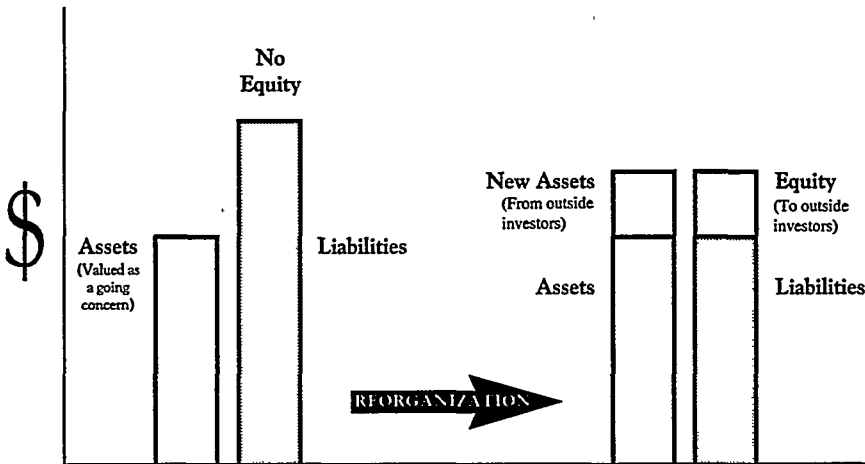 $
No
Equity
Assets
(Valued as
a going
concern)
Liabilities
REORGANIZATION
New Assets
(From outside
investors)
Assets
Equity
(To outside
investors)
Liabilities